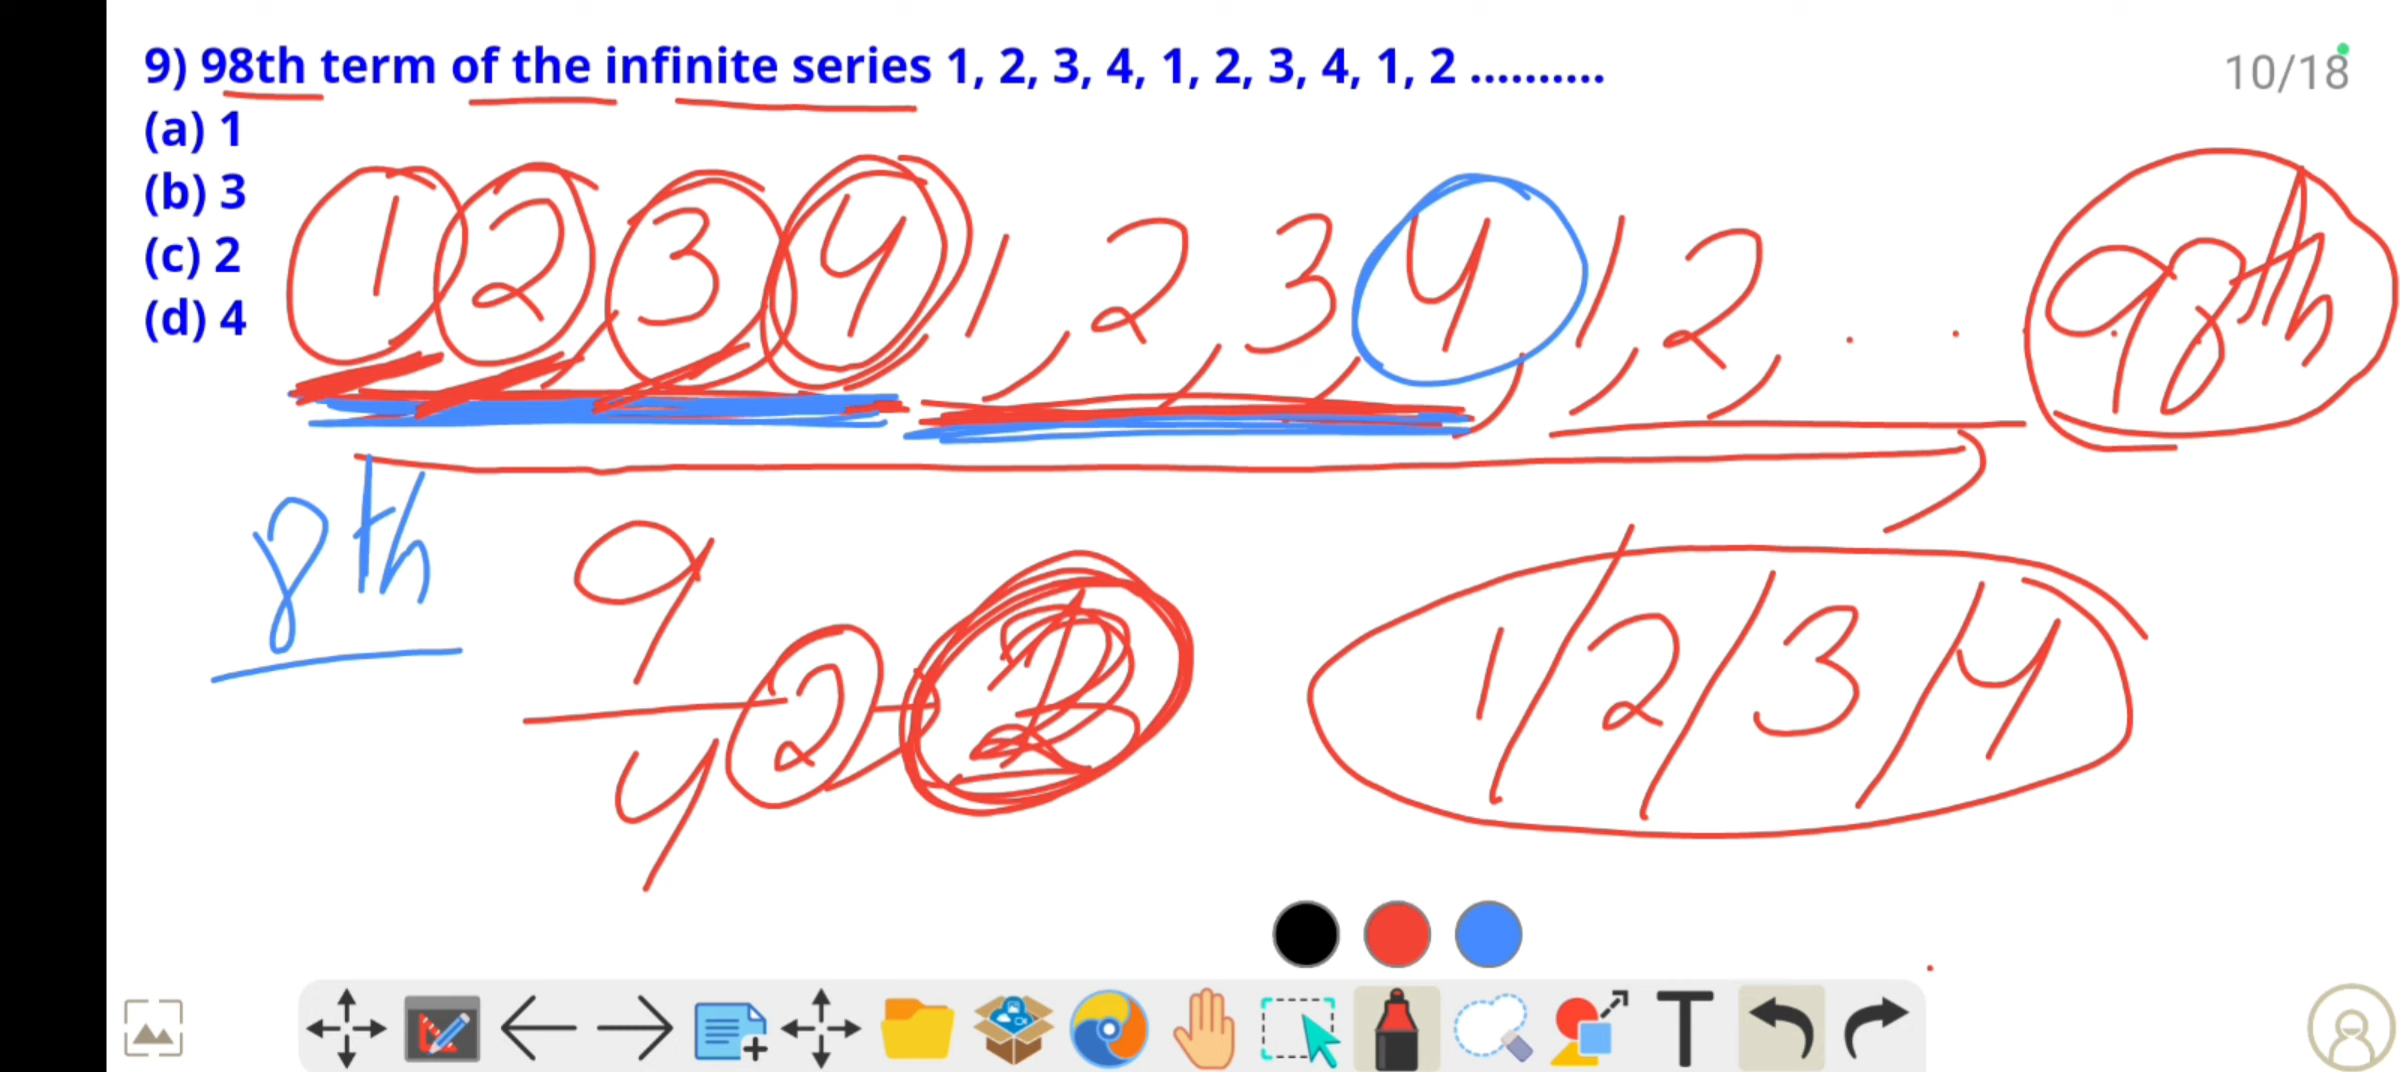 9) 98th term of the infinite series 1, 2, 3, 4, 1, 2, 3, 4, 1, 2 ..........
10/18
(a) 1
(b) 3
(c) 2
(d) 4
1 2, 3 4, 1, 2, 3, 4, 1, 2, . . . 98th
8th
9
4
2
1/2/3/4
T